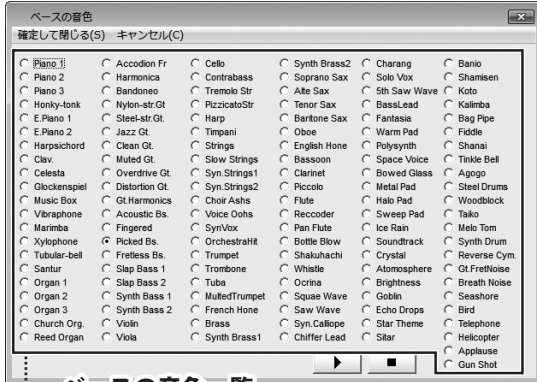 ベースの音色
確定して閉じる(S) キャンセル(C)
Piano 1
Piano 2
Piano 3
Honky-tonk
E.Piano 1
E.Piano 2
Harpsichord
Clav.
Celesta
Glockenspiel
Music Box
Vibraphone
Marimba
Xylophone
Tubular-bell
Santur
Organ 1
Organ 2
Organ 3
Church Org.
Reed Organ
Accodion Fr
Harmonica
Bandoneo
Nylon-str.Gt
Steel-str.Gt.
Jazz Gt.
Clean Gt.
Muted Gt.
Overdrive Gt.
Distortion Gt.
Gt.Harmonics
Acoustic Bs.
Fingered
Picked Bs.
Fretless Bs.
Slap Bass 1
Slap Bass 2
Synth Bass 1
Synth Bass 2
Violin
Viola
Cello
Contrabass
Tremolo Str
PizzicatoStr
Harp
Timpani
Strings
Slow Strings
Syn.Strings1
Syn.Strings2
Choir Ashs
Voice Oohs
SynVox
OrchestraHit
Trumpet
Trombone
Tuba
MultedTrumpet
French Hone
Brass
Synth Brass1
Synth Brass2
Soprano Sax
Alte Sax
Tenor Sax
Baritone Sax
Oboe
English Hone
Bassoon
Clarinet
Piccolo
Flute
Reccoder
Pan Flute
Bottle Blow
Shakuhachi
Whistle
Ocrina
Squae Wave
Saw Wave
Syn.Calliope
Chiffer Lead
Charang
Solo Vox
5th Saw Wave
BassLead
Fantasia
Warm Pad
Polysynth
Space Voice
Bowed Glass
Metal Pad
Halo Pad
Sweep Pad
Ice Rain
Soundtrack
Crystal
Atomosphere
Brightness
Goblin
Echo Drops
Star Theme
Sitar
Banio
Shamisen
Koto
Kalimba
Bag Pipe
Fiddle
Shanai
Tinkle Bell
Agogo
Steel Drums
Woodblock
Taiko
Melo Tom
Synth Drum
Reverse Cym.
Gt.FretNoise
Breath Noise
Seashore
Bird
Telephone
Helicopter
Applause
Gun Shot
ベースの音色一覧